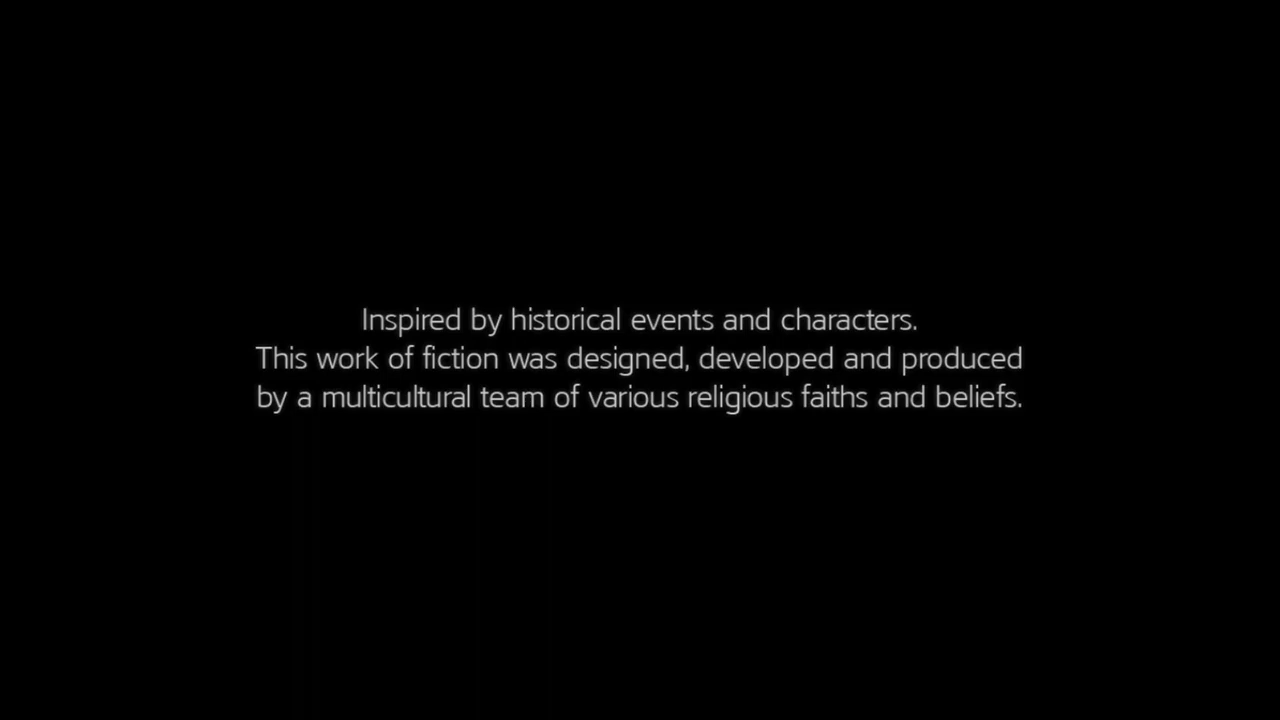 Inspired by historical events and characters.
This work of fiction was designed, developed and produced
by a multicultural team of various religious faiths and beliefs.